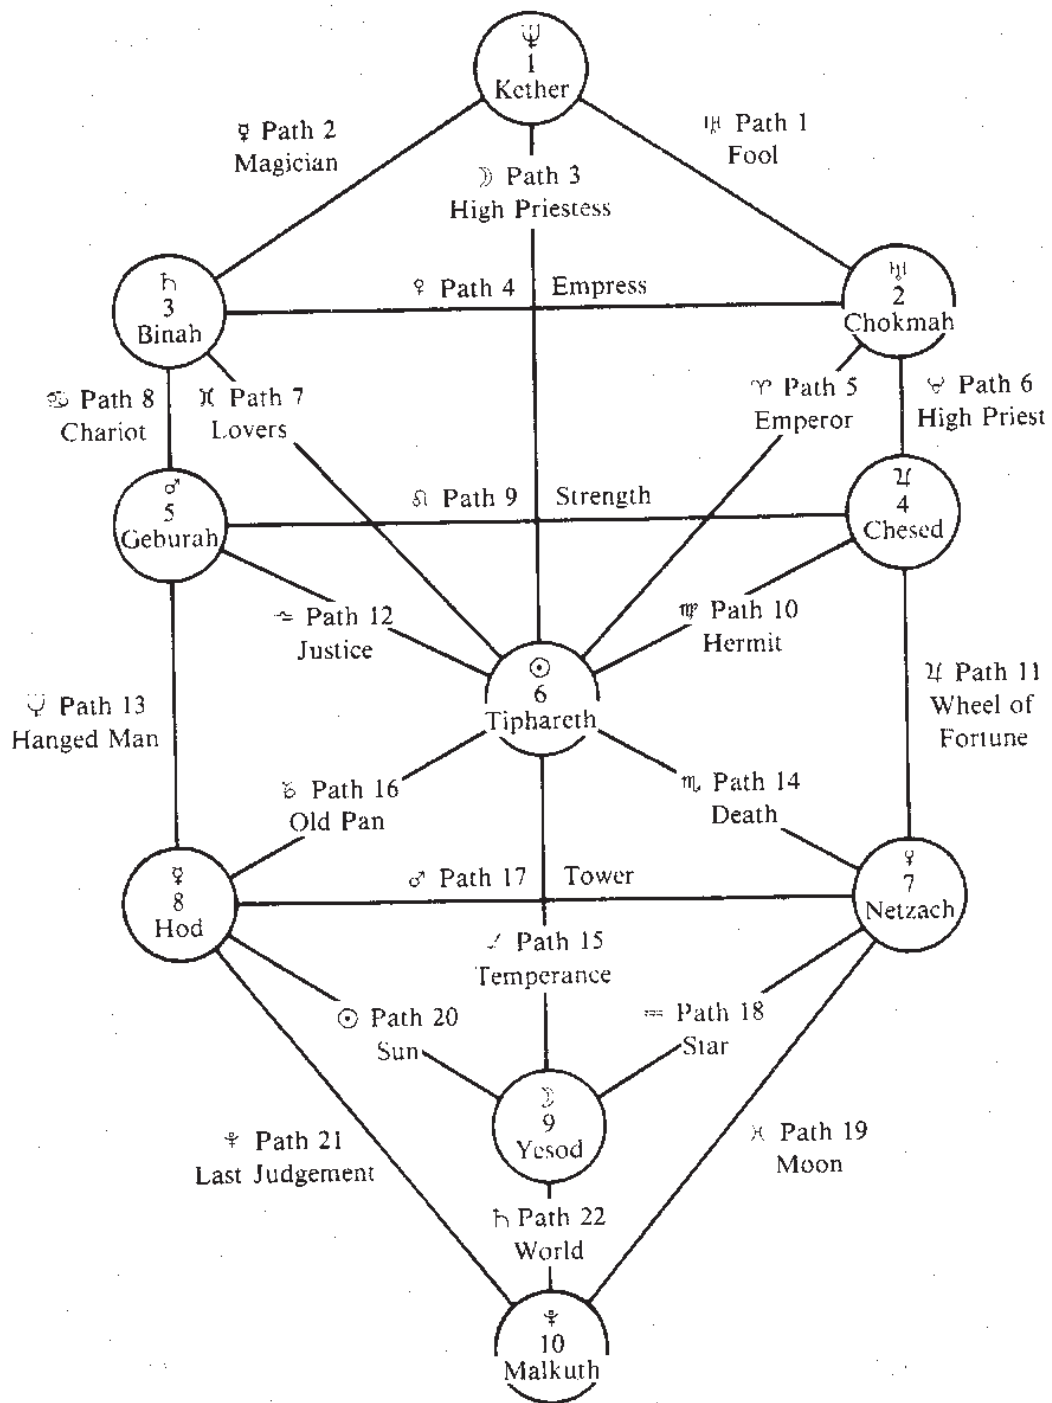 ♆
1
Kether
☿ Path 2
Magician
♅ Path 1
Fool
☽ Path 3
High Priestess
♄
3
Binah
♀ Path 4 Empress
♅
2
Chokmah
♋ Path 8
Chariot
♓ Path 7
Lovers
♈ Path 5
Emperor
♉ Path 6
High Priest
♂
5
Geburah
♌ Path 9 Strength
♃
4
Chesed
♎ Path 12
Justice
♍ Path 10
Hermit
☉
6
Tiphareth
♆ Path 13
Hanged Man
♃ Path 11
Wheel of
Fortune
♑ Path 16
Old Pan
♏ Path 14
Death
☿
8
Hod
♂ Path 17 Tower
♀
7
Netzach
Path 15
Temperance
☉ Path 20
Sun
♒ Path 18
Star
☽
9
Yesod
Path 21
Last Judgement
♓ Path 19
Moon
♄ Path 22
World
10
Malkuth